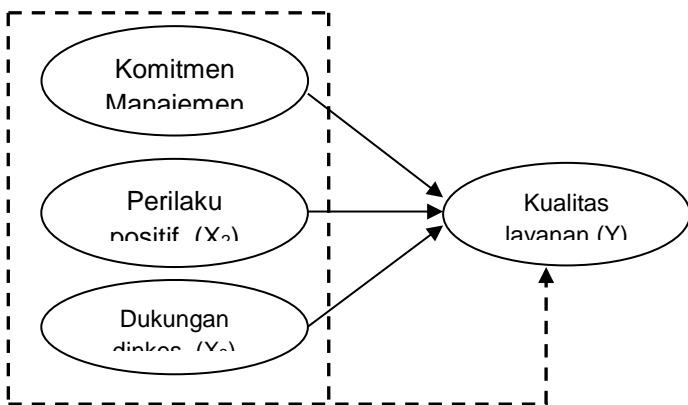 Komitmen
Manajemen
Perilaku
positif (X₂)
Kualitas
layanan (Y)
Dukungan
dinkes (X₃)